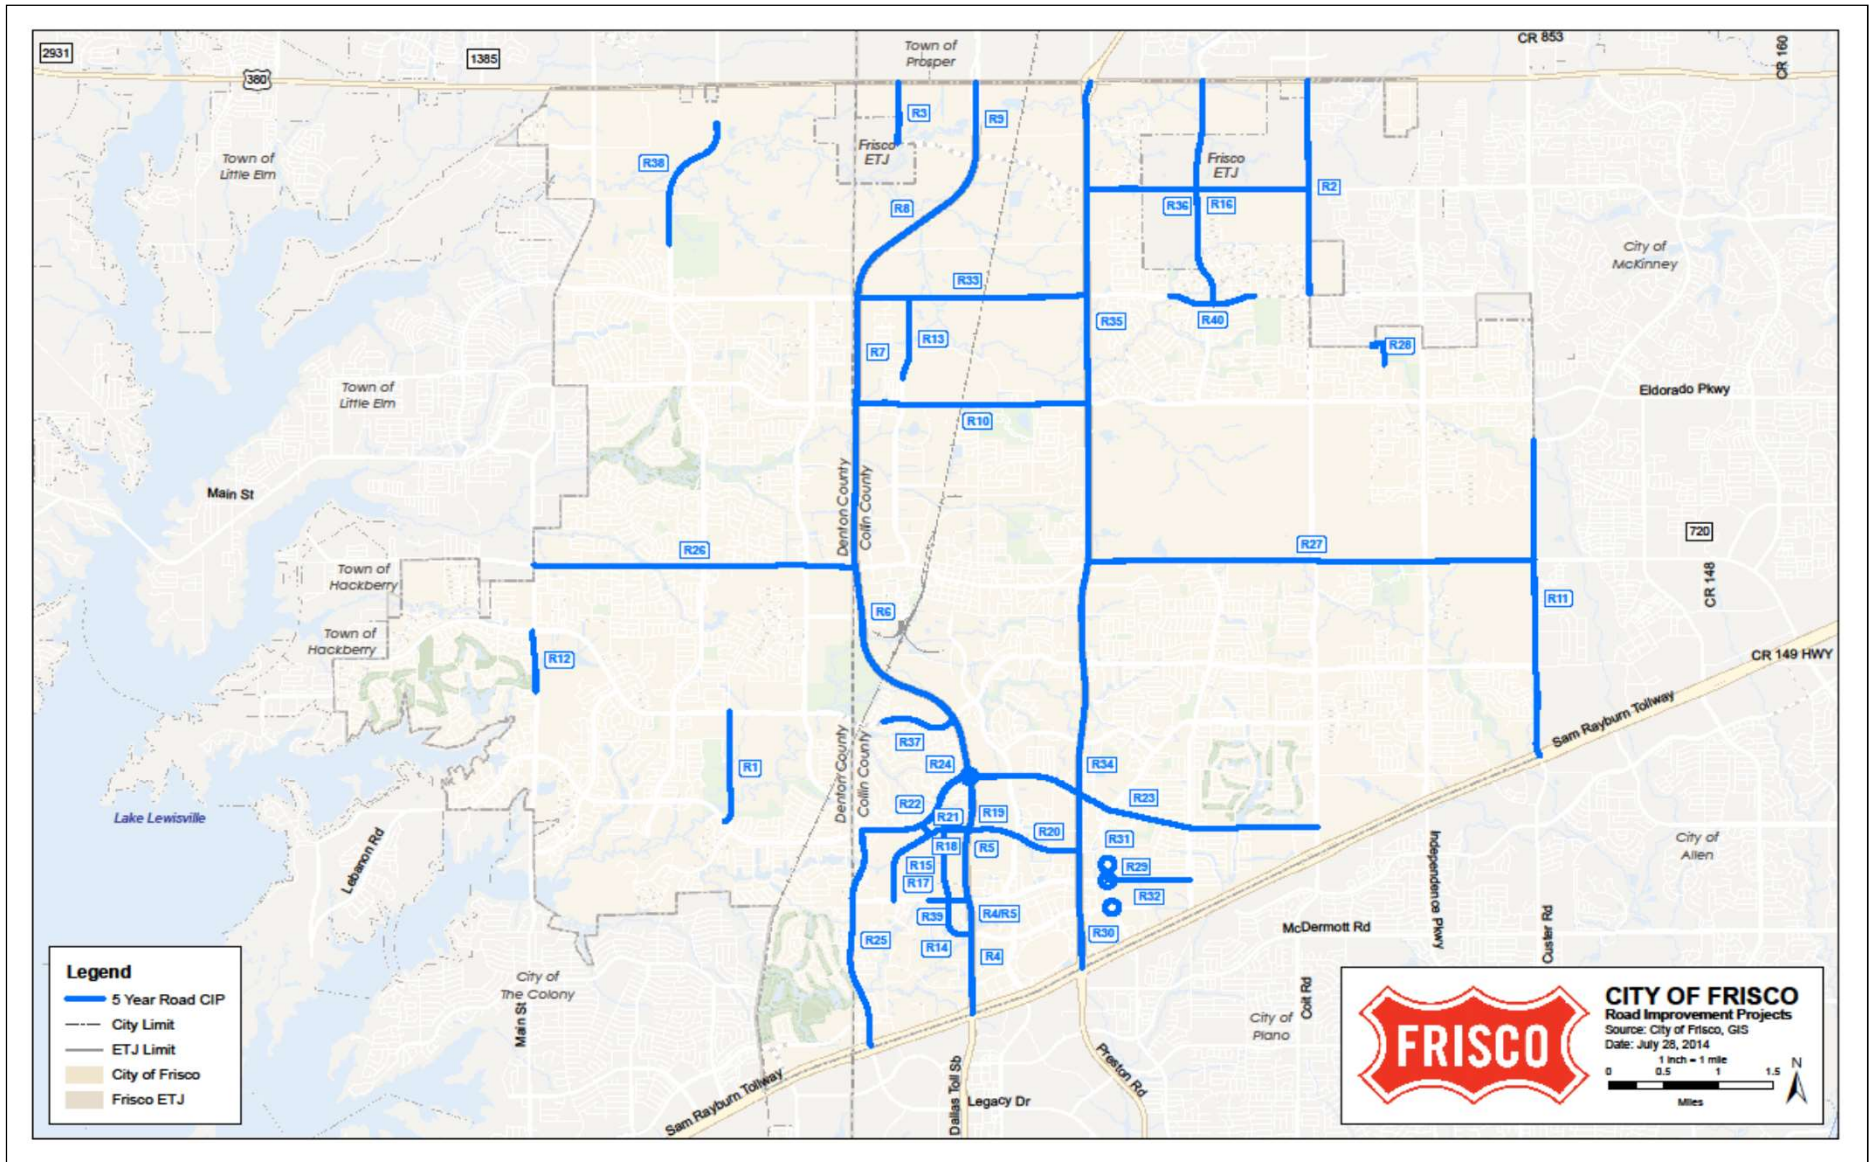 2931
1385
380
Town of
Prosper
CR 853
CR 160
R3
R9
Frisco
ETJ
Town of
Little Elm
R38
Frisco
ETJ
R2
R8
R36
R16
City of
McKinney
R33
R35
R40
R13
R7
R28
Town of
Little Elm
Eldorado Pkwy
R10
Main St
Denton County
Collin County
720
R26
R27
Town of
Hackberry
CR 148
R6
R11
Town of
Hackberry
R12
CR 149 HWY
Sam Rayburn Tollway
R37
Denton County
Collin County
R1
R24
R34
R23
R22
R21
R19
Lake Lewisville
R20
R31
R18
R5
R15
R29
R17
R32
Lebanon Rd
Independence Pkwy
City of
Allen
R39
R4/R5
R30
McDermott Rd
Custer Rd
R25
R14
R4
City of
The Colony
Main St
Coit Rd
City of
Plano
Preston Rd
Sam Rayburn Tollway
Dallas Toll Sb
Legacy Dr
Legend
5 Year Road CIP
City Limit
ETJ Limit
City of Frisco
Frisco ETJ
FRISCO
CITY OF FRISCO
Road Improvement Projects
Source: City of Frisco, GIS
Date: July 28, 2014
1 inch = 1 mile
0 0.5 1 1.5
Miles
N